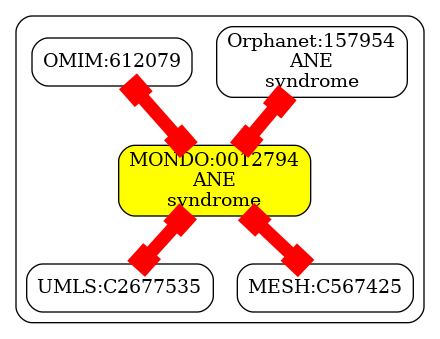 OMIM:612079
Orphanet:157954
ANE
syndrome
MONDO:0012794
ANE
syndrome
UMLS:C2677535
MESH:C567425